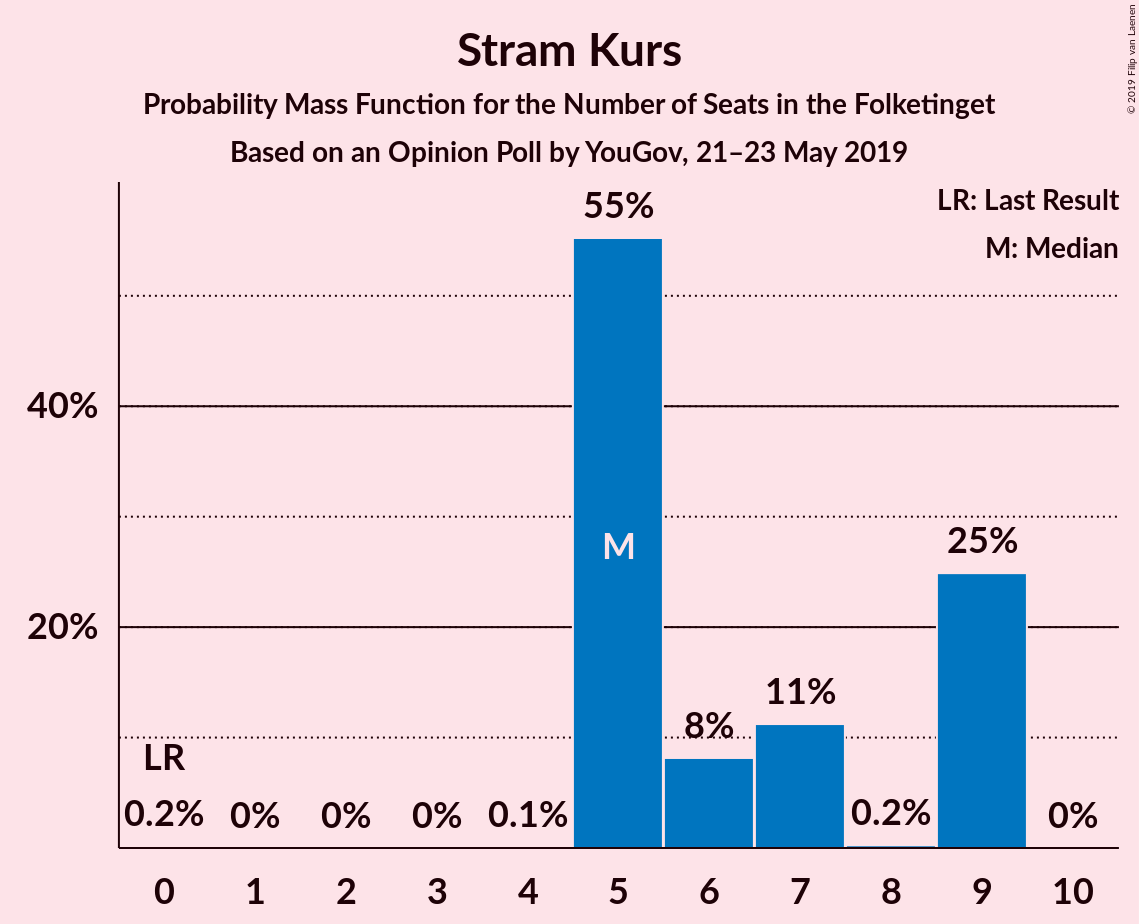 Stram Kurs
Probability Mass Function for the Number of Seats in the Folketinget
Based on an Opinion Poll by YouGov, 21–23 May 2019
© 2019 Filip van Laenen
LR: Last Result
M: Median
55%
40%
M
25%
20%
11%
8%
LR
0.2% 0% 0% 0% 0.1% 0.2% 0%
0 1 2 3 4 5 6 7 8 9 10